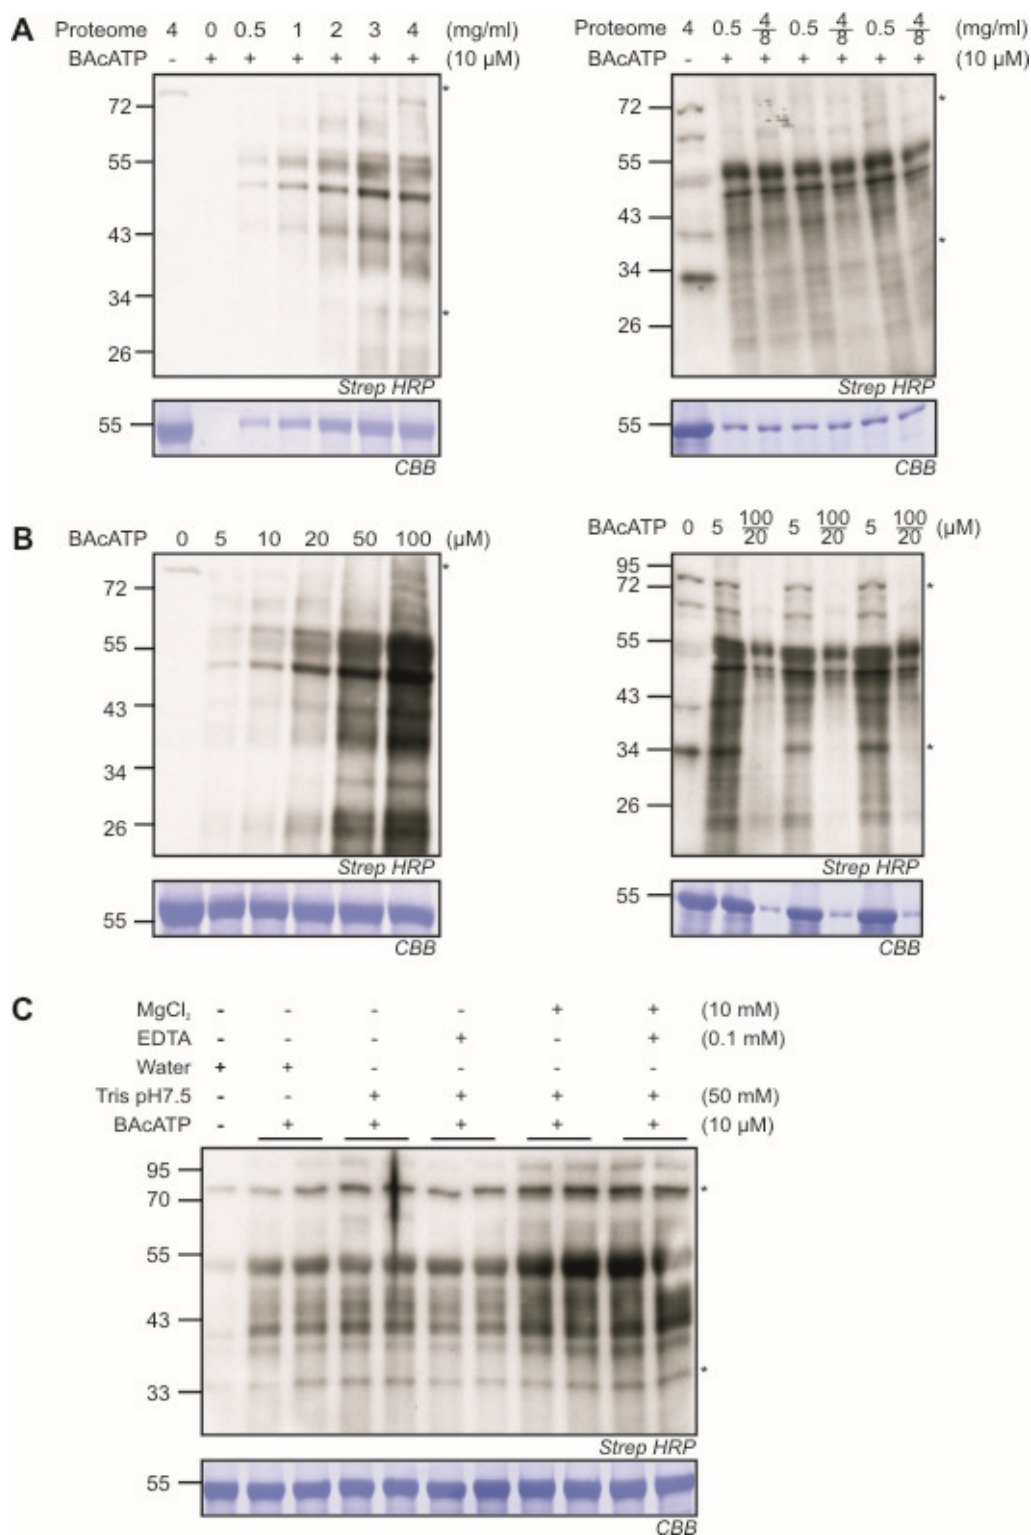 A
Proteome 4 0 0.5 1 2 3 4 (mg/ml)
BAcATP - + + + + + + (10 µM)
72
55
43
34
26
*
*
Strep HRP
55
CBB
Proteome 4 0.5 4/8 0.5 4/8 0.5 4/8 (mg/ml)
BAcATP - + + + + + + (10 µM)
72
55
43
34
26
*
*
Strep HRP
55
CBB
B
BAcATP 0 5 10 20 50 100 (µM)
72
55
43
34
26
*
Strep HRP
55
CBB
BAcATP 0 5 100/20 5 100/20 5 100/20 (µM)
95
72
55
43
34
26
*
*
Strep HRP
55
CBB
C
MgCl₂ - - - - + + (10 mM)
EDTA - - - + - + (0.1 mM)
Water + + - - - -
Tris pH7.5 - - + + + + (50 mM)
BAcATP - + + + + + (10 µM)
95
70
55
43
33
*
*
Strep HRP
55
CBB